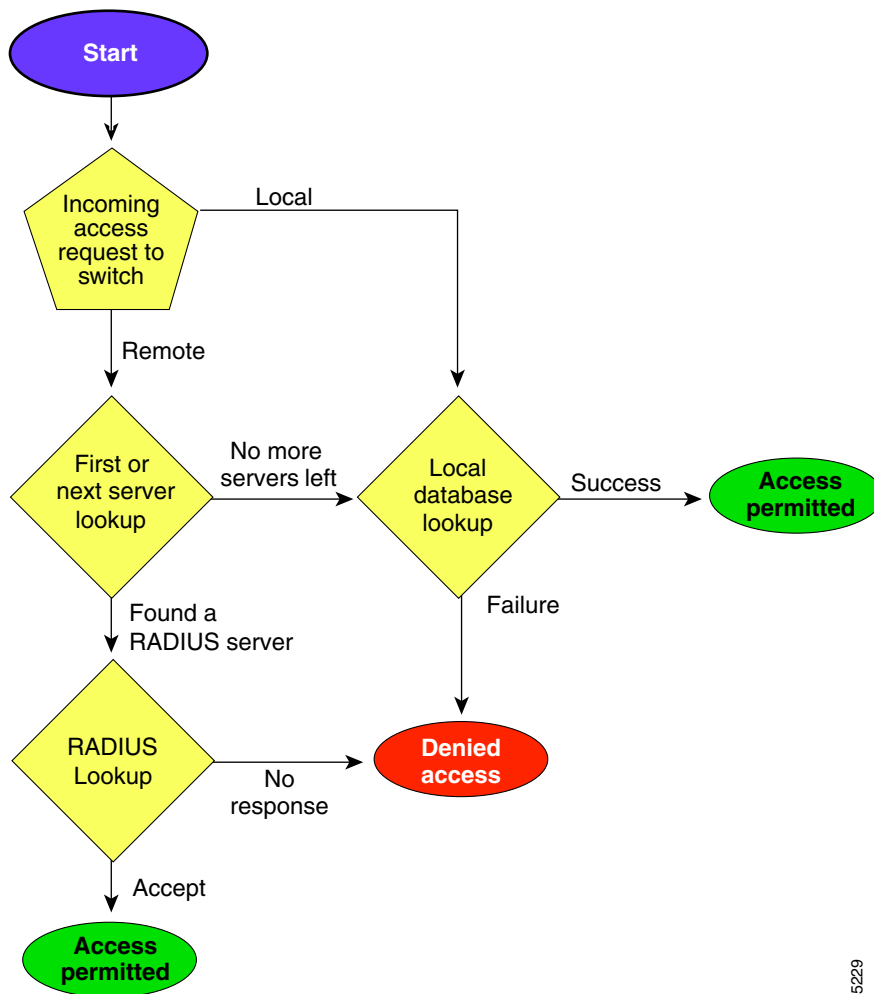 Start
Incoming
access
request to
switch
Local
Remote
First or
next server
lookup
No more
servers left
Local
database
lookup
Success
Access
permitted
Found a
RADIUS server
Failure
RADIUS
Lookup
No
response
Denied
access
Accept
Access
permitted
5229